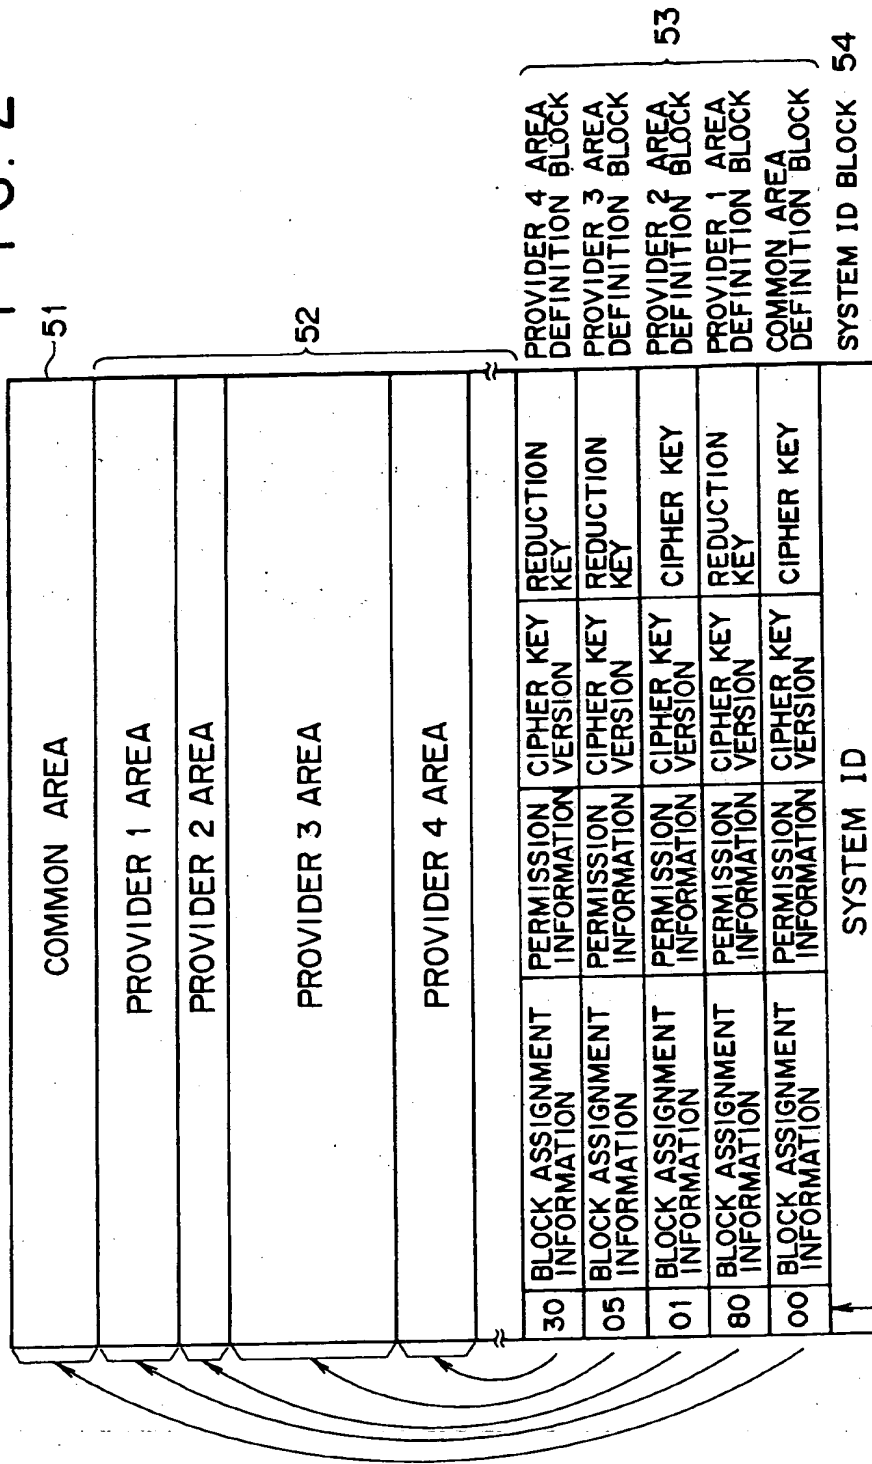 FIG. 2
COMMON AREA
51
PROVIDER 1 AREA
PROVIDER 2 AREA
52
PROVIDER 3 AREA
PROVIDER 4 AREA
30
BLOCK ASSIGNMENT
INFORMATION
PERMISSION
INFORMATION
CIPHER KEY
VERSION
REDUCTION
KEY
PROVIDER 4 AREA
DEFINITION BLOCK
05
BLOCK ASSIGNMENT
INFORMATION
PERMISSION
INFORMATION
CIPHER KEY
VERSION
REDUCTION
KEY
PROVIDER 3 AREA
DEFINITION BLOCK
53
01
BLOCK ASSIGNMENT
INFORMATION
PERMISSION
INFORMATION
CIPHER KEY
VERSION
CIPHER KEY
PROVIDER 2 AREA
DEFINITION BLOCK
80
BLOCK ASSIGNMENT
INFORMATION
PERMISSION
INFORMATION
CIPHER KEY
VERSION
REDUCTION
KEY
PROVIDER 1 AREA
DEFINITION BLOCK
00
BLOCK ASSIGNMENT
INFORMATION
PERMISSION
INFORMATION
CIPHER KEY
VERSION
CIPHER KEY
COMMON AREA
DEFINITION BLOCK
SYSTEM ID
SYSTEM ID BLOCK 54